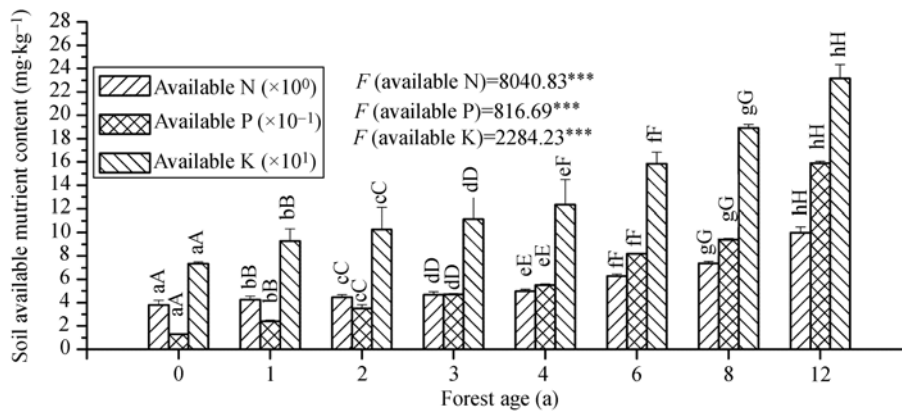 28
26
24
22
20
18
16
14
12
10
8
6
4
2
0
Soil available mutrient content (mg·kg⁻¹)
Available N (×10⁰)
Available P (×10⁻¹)
Available K (×10¹)
F (available N)=8040.83***
F (available P)=816.69***
F (available K)=2284.23***
aA aA aA
bB bB bB
cC cC cC
dD dD dD
eE eE eF
fF fF fF
gG gG gG
hH hH hH
0 1 2 3 4 6 8 12
Forest age (a)